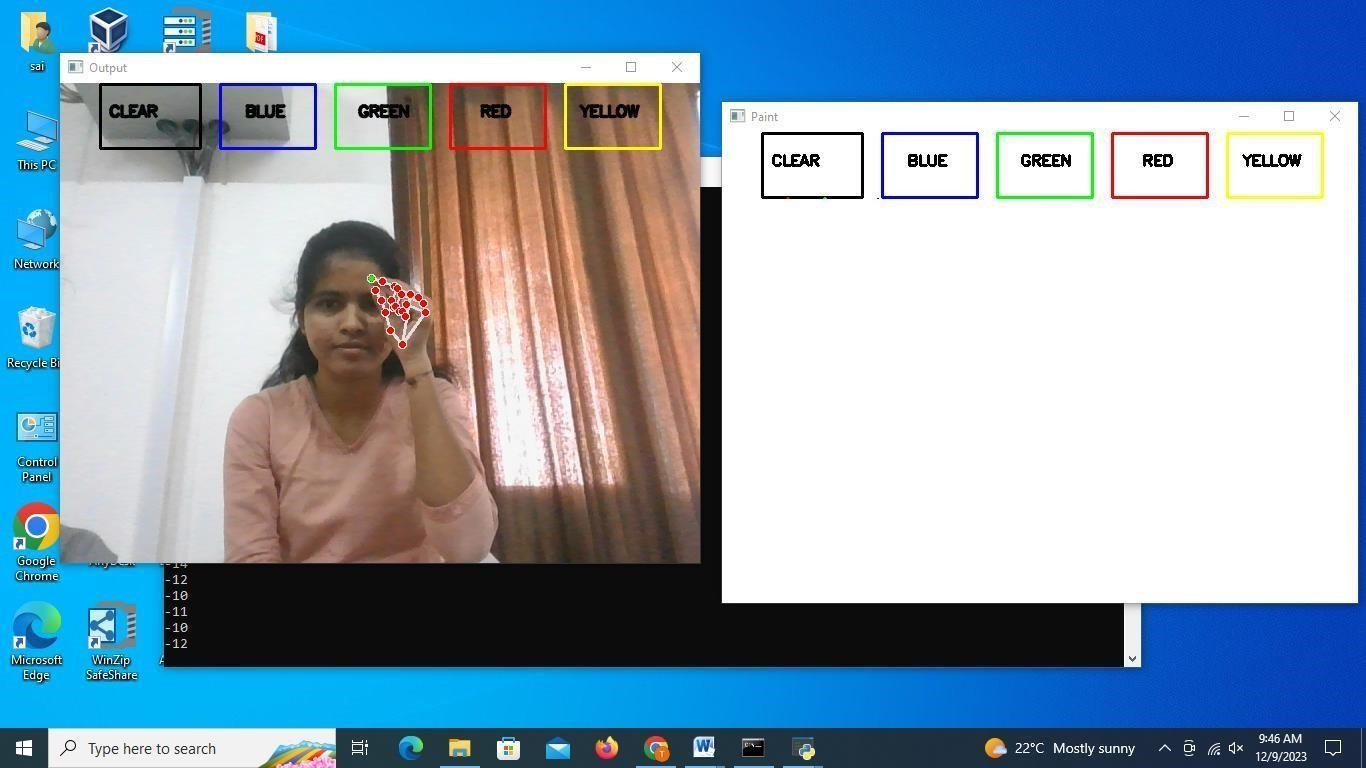 sai
This PC
Network
Recycle Bi
Control
Panel
Google
Chrome
Microsoft
Edge
WinZip
SafeShare
Output
CLEAR
BLUE
GREEN
RED
YELLOW
Paint
CLEAR
BLUE
GREEN
RED
YELLOW
-14
-12
-10
-11
-10
-12
Type here to search
22°C Mostly sunny
9:46 AM
12/9/2023